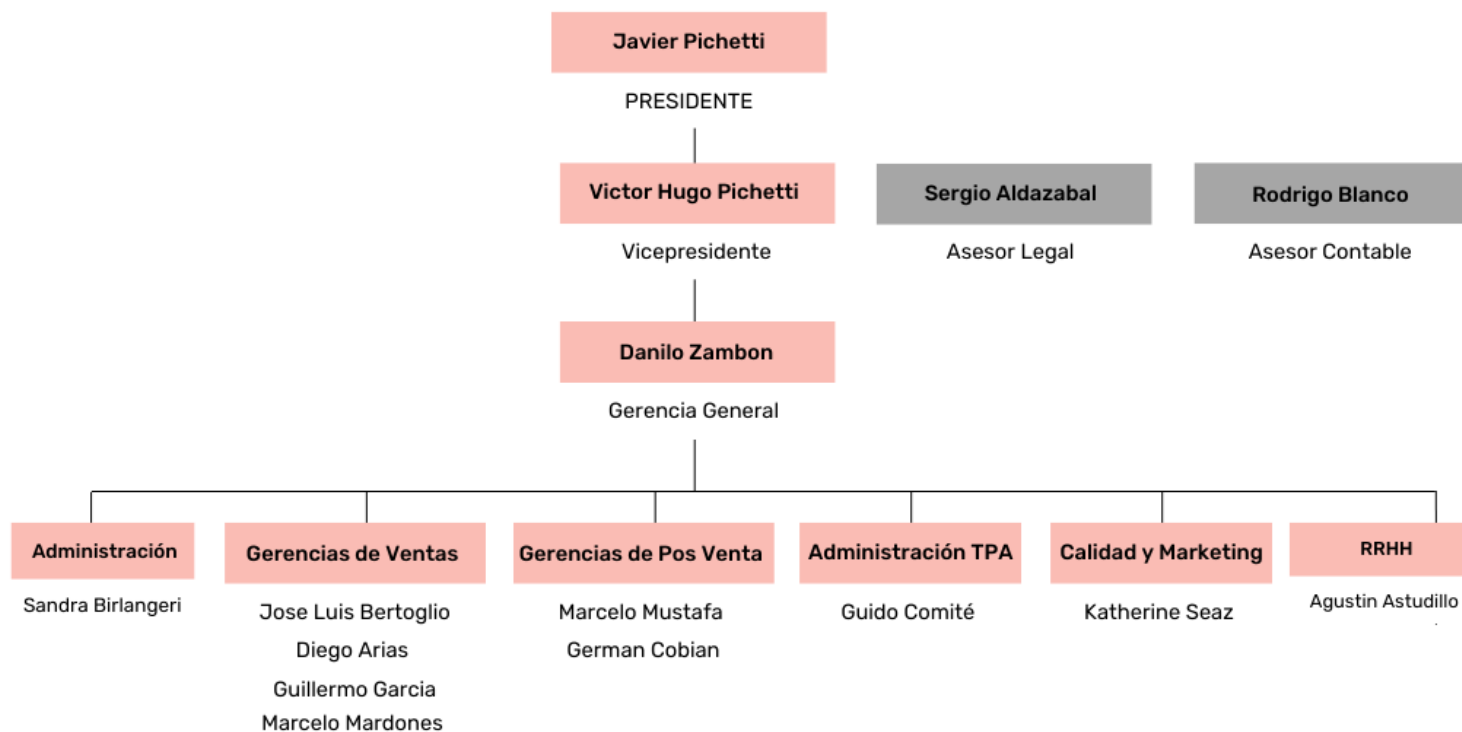 Javier Pichetti
PRESIDENTE
Victor Hugo Pichetti
Vicepresidente
Sergio Aldazabal
Asesor Legal
Rodrigo Blanco
Asesor Contable
Danilo Zambon
Gerencia General
Administración
Sandra Birlangeri
Gerencias de Ventas
Jose Luis Bertoglio
Diego Arias
Guillermo Garcia
Marcelo Mardones
Gerencias de Pos Venta
Marcelo Mustafa
German Cobian
Administración TPA
Guido Comité
Calidad y Marketing
Katherine Seaz
RRHH
Agustin Astudillo